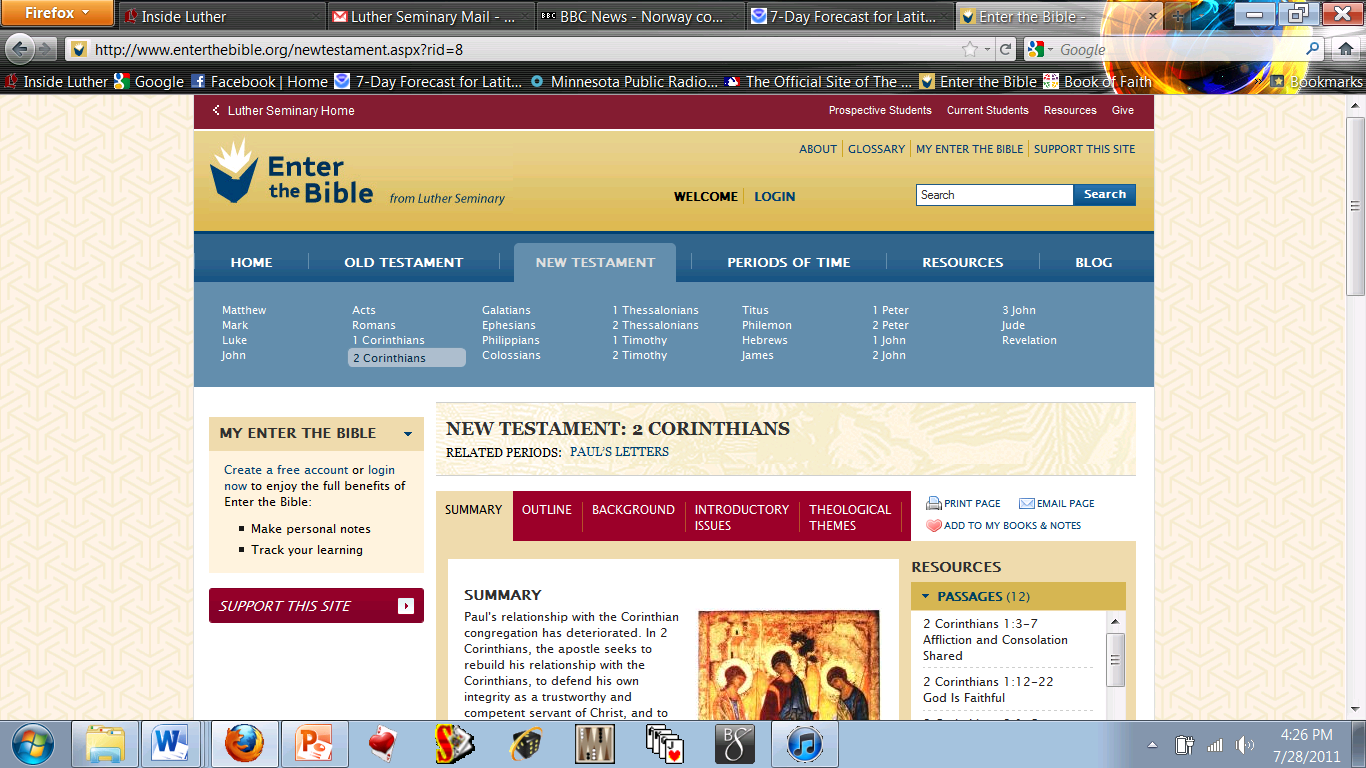 Firefox
Inside Luther
Luther Seminary Mail - ...
BBC News - Norway co...
7-Day Forecast for Latit...
Enter the Bible -
http://www.enterthebible.org/newtestament.aspx?rid=8
Google
Inside Luther
Google
Facebook | Home
7-Day Forecast for Latit...
Minnesota Public Radio...
The Official Site of The ...
Enter the Bible
Book of Faith
»
Bookmarks
Luther Seminary Home
Prospective Students
Current Students
Resources
Give
Enter
the Bible
from Luther Seminary
ABOUT
GLOSSARY
MY ENTER THE BIBLE
SUPPORT THIS SITE
WELCOME
LOGIN
Search
Search
HOME
OLD TESTAMENT
NEW TESTAMENT
PERIODS OF TIME
RESOURCES
BLOG
Matthew
Mark
Luke
John
Acts
Romans
1 Corinthians
2 Corinthians
Galatians
Ephesians
Philippians
Colossians
1 Thessalonians
2 Thessalonians
1 Timothy
2 Timothy
Titus
Philemon
Hebrews
James
1 Peter
2 Peter
1 John
2 John
3 John
Jude
Revelation
MY ENTER THE BIBLE
Create a free account or login
now to enjoy the full benefits of
Enter the Bible:
Make personal notes
Track your learning
SUPPORT THIS SITE
NEW TESTAMENT: 2 CORINTHIANS
RELATED PERIODS: PAUL'S LETTERS
SUMMARY
OUTLINE
BACKGROUND
INTRODUCTORY
ISSUES
THEOLOGICAL
THEMES
PRINT PAGE
EMAIL PAGE
ADD TO MY BOOKS & NOTES
SUMMARY
Paul's relationship with the Corinthian
congregation has deteriorated. In 2
Corinthians, the apostle seeks to
rebuild his relationship with the
Corinthians, to defend his own
integrity as a trustworthy and
competent servant of Christ, and to
RESOURCES
PASSAGES (12)
2 Corinthians 1:3-7
Affliction and Consolation
Shared
2 Corinthians 1:12-22
God Is Faithful
4:26 PM
7/28/2011